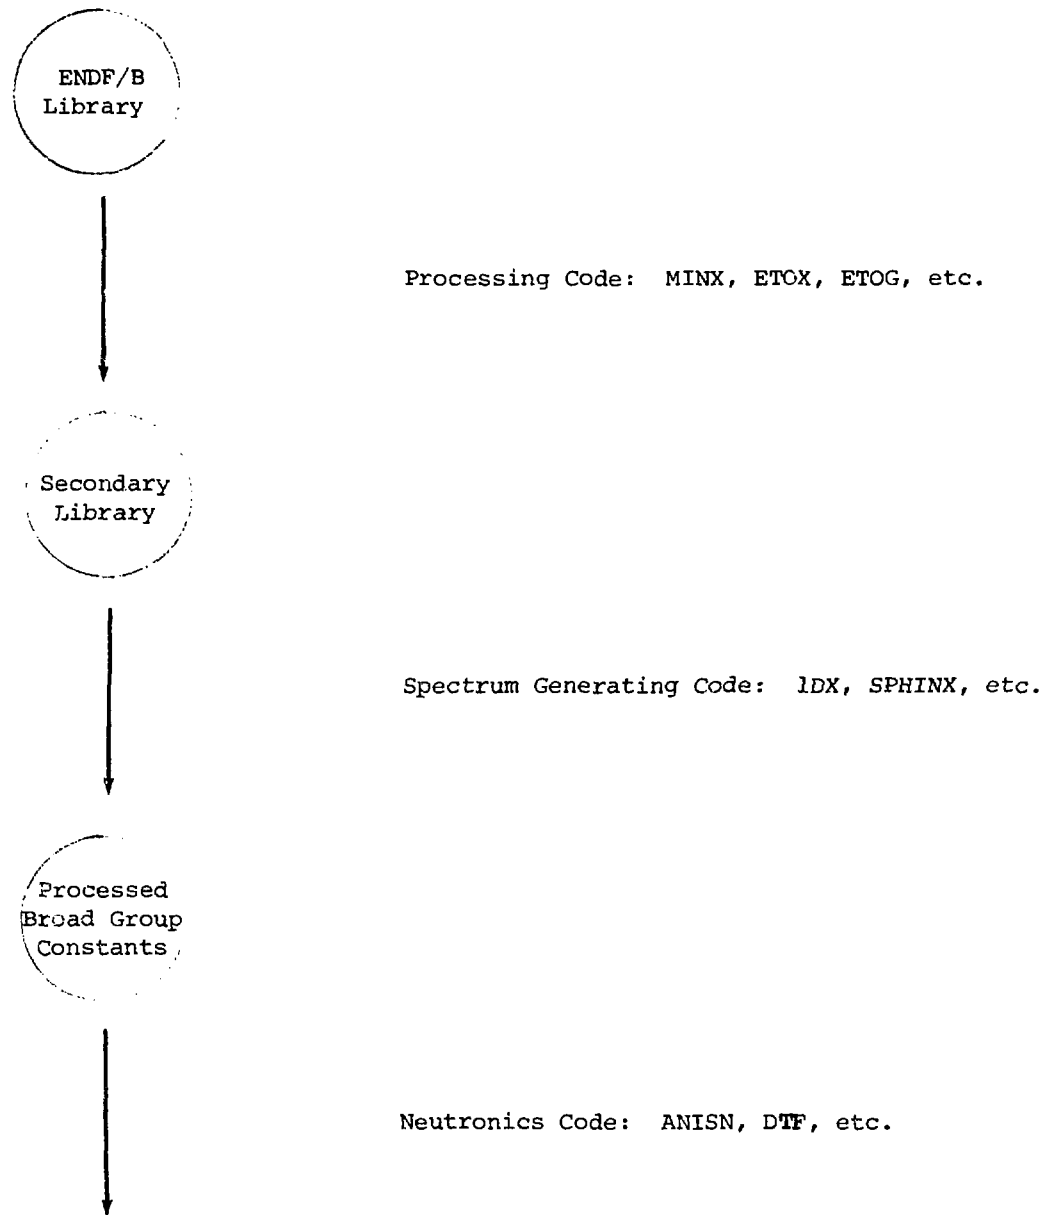 ENDF/B
Library
Processing Code: MINX, ETOX, ETOG, etc.
Secondary
Library
Spectrum Generating Code: 1DX, SPHINX, etc.
Processed
Broad Group
Constants
Neutronics Code: ANISN, DTF, etc.